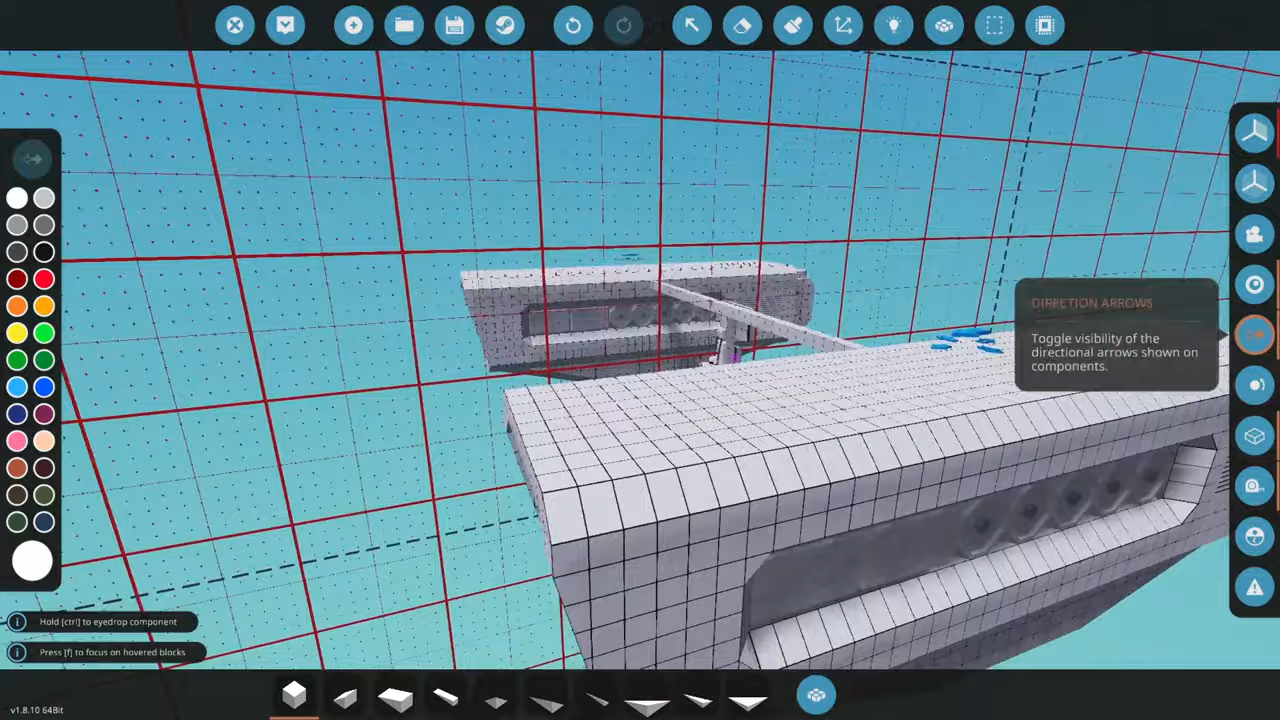 DIRECTION ARROWS
Toggle visibility of the
directional arrows shown on
components.
Hold [ctrl] to eyedrop component
Press [f] to focus on hovered blocks
v1.8.10 64Bit